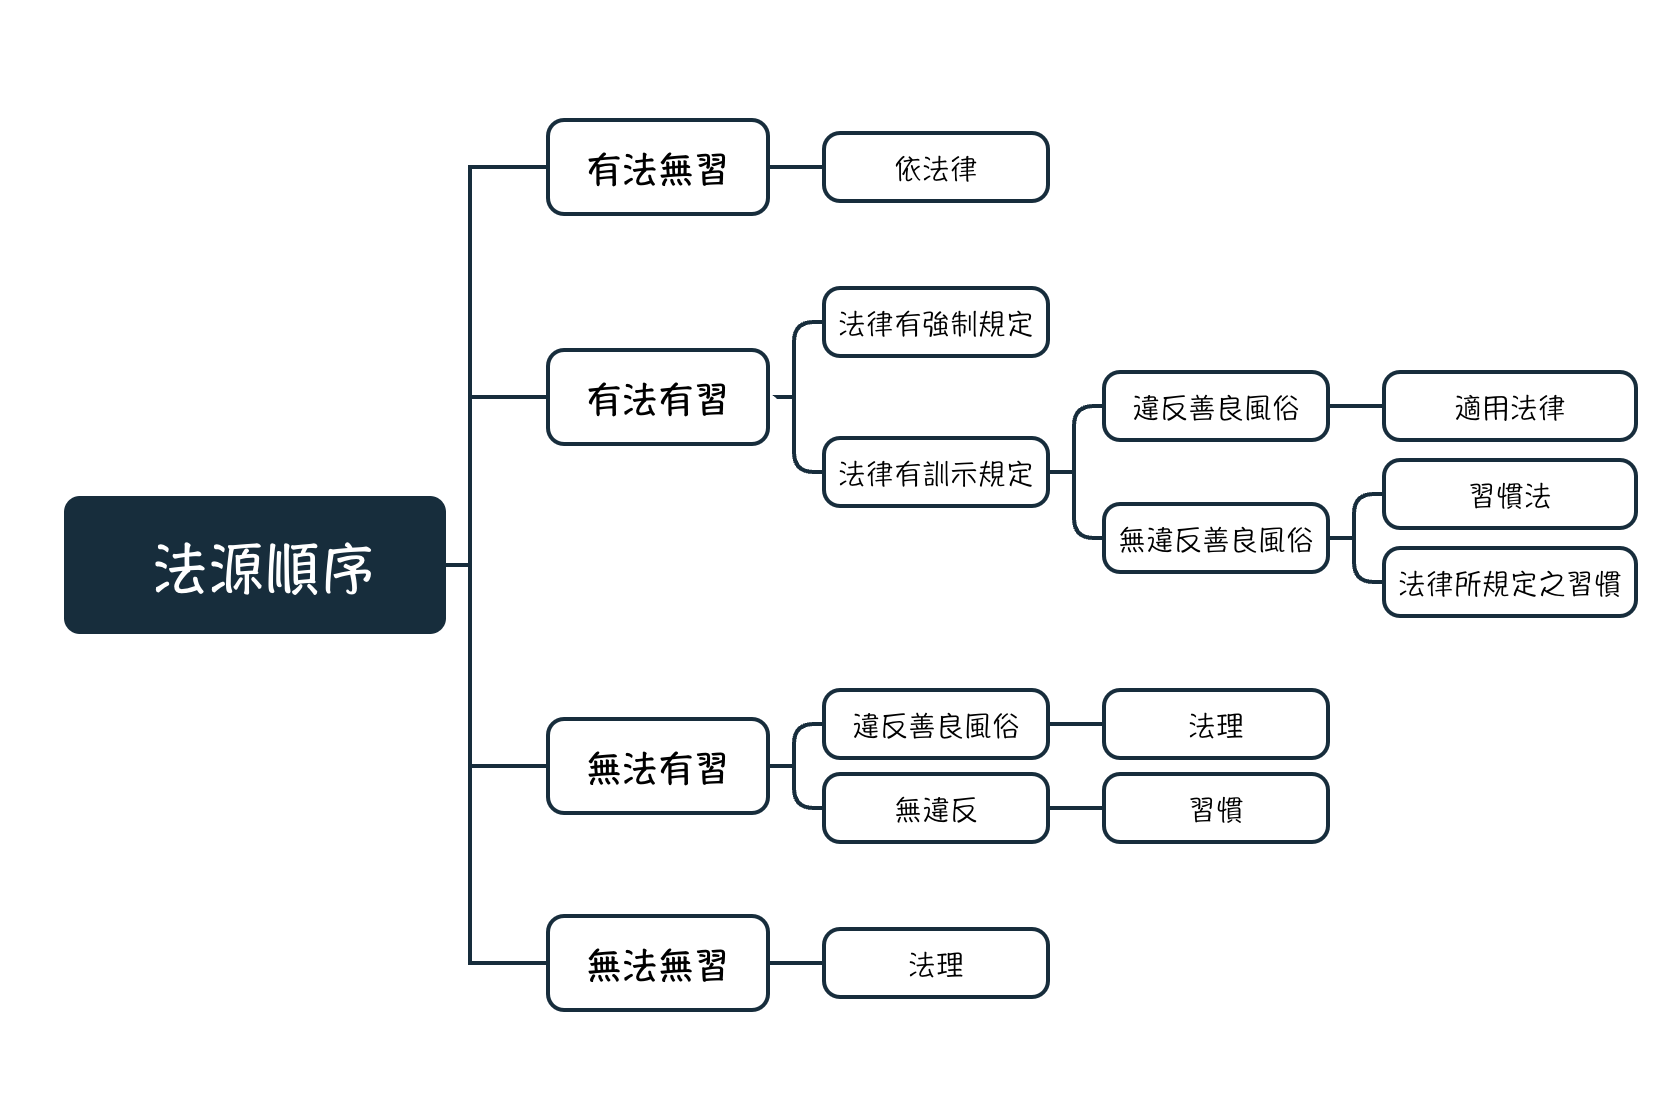 法源順序
有法無習
依法律
有法有習
法律有強制規定
法律有訓示規定
違反善良風俗
適用法律
無違反善良風俗
習慣法
法律所規定之習慣
無法有習
違反善良風俗
法理
無違反
習慣
無法無習
法理